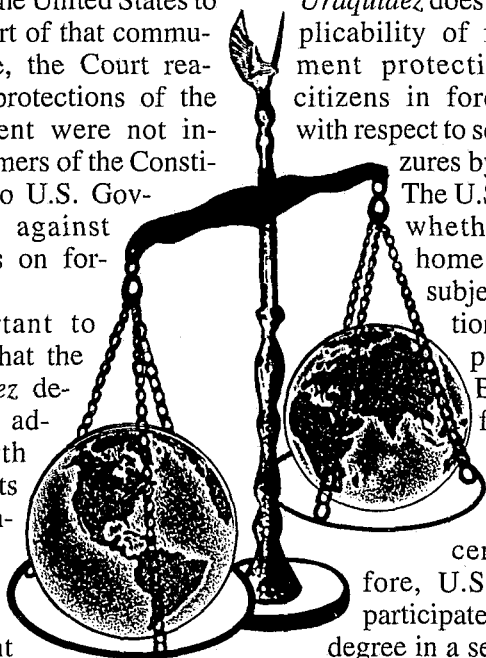 the United States to
rt of that commu-
e, the Court rea-
protections of the
ent were not in-
mers of the Consti-
o U.S. Gov-
against
s on for-
tant to
hat the
ez de-
ad-
th
ts
nt
does
plicability of
ment protecti
citizens in for
with respect to se
zures by
The U.S
wheth
home
subje
tion
p
E
f
cer
fore, U.S
participate
degree in a se